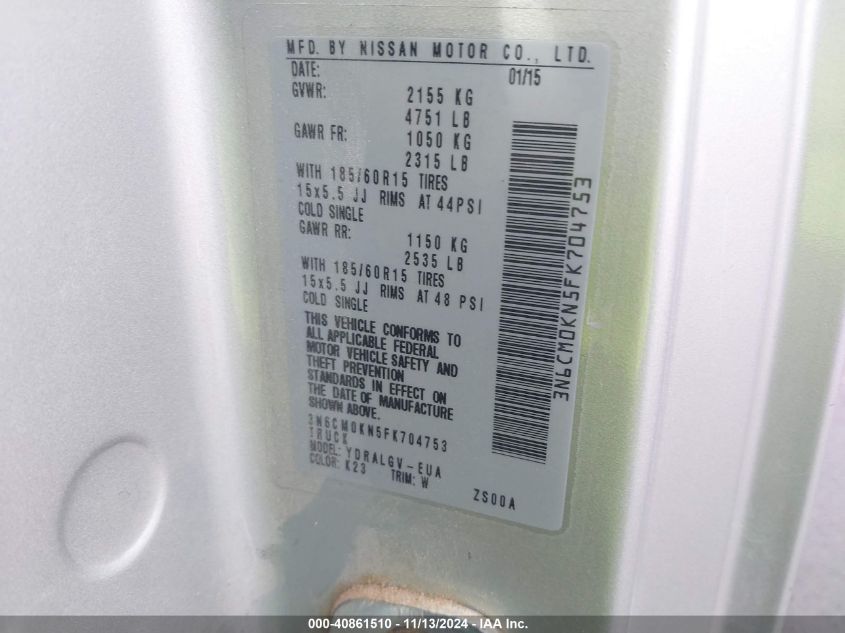 MFD. BY NISSAN MOTOR CO., LTD.
DATE: 01/15
GVWR: 2155 KG
4751 LB
GAWR FR: 1050 KG
2315 LB
WITH 185/60R15 TIRES
15x5.5 JJ RIMS AT 44PSI
COLD SINGLE
GAWR RR: 1150 KG
2535 LB
WITH 185/60R15 TIRES
15x5.5 JJ RIMS AT 48 PSI
COLD SINGLE
THIS VEHICLE CONFORMS TO
ALL APPLICABLE FEDERAL
MOTOR VEHICLE SAFETY AND
THEFT PREVENTION
STANDARDS IN EFFECT ON
THE DATE OF MANUFACTURE
SHOWN ABOVE.
3N6CM0KN5FK704753
TRUCK
MODEL: YDRALGV-EUA
COLOR: K23 TRIM: W
ZS00A
3N6CM0KN5FK704753
000-40861510 - 11/13/2024 - IAA Inc.